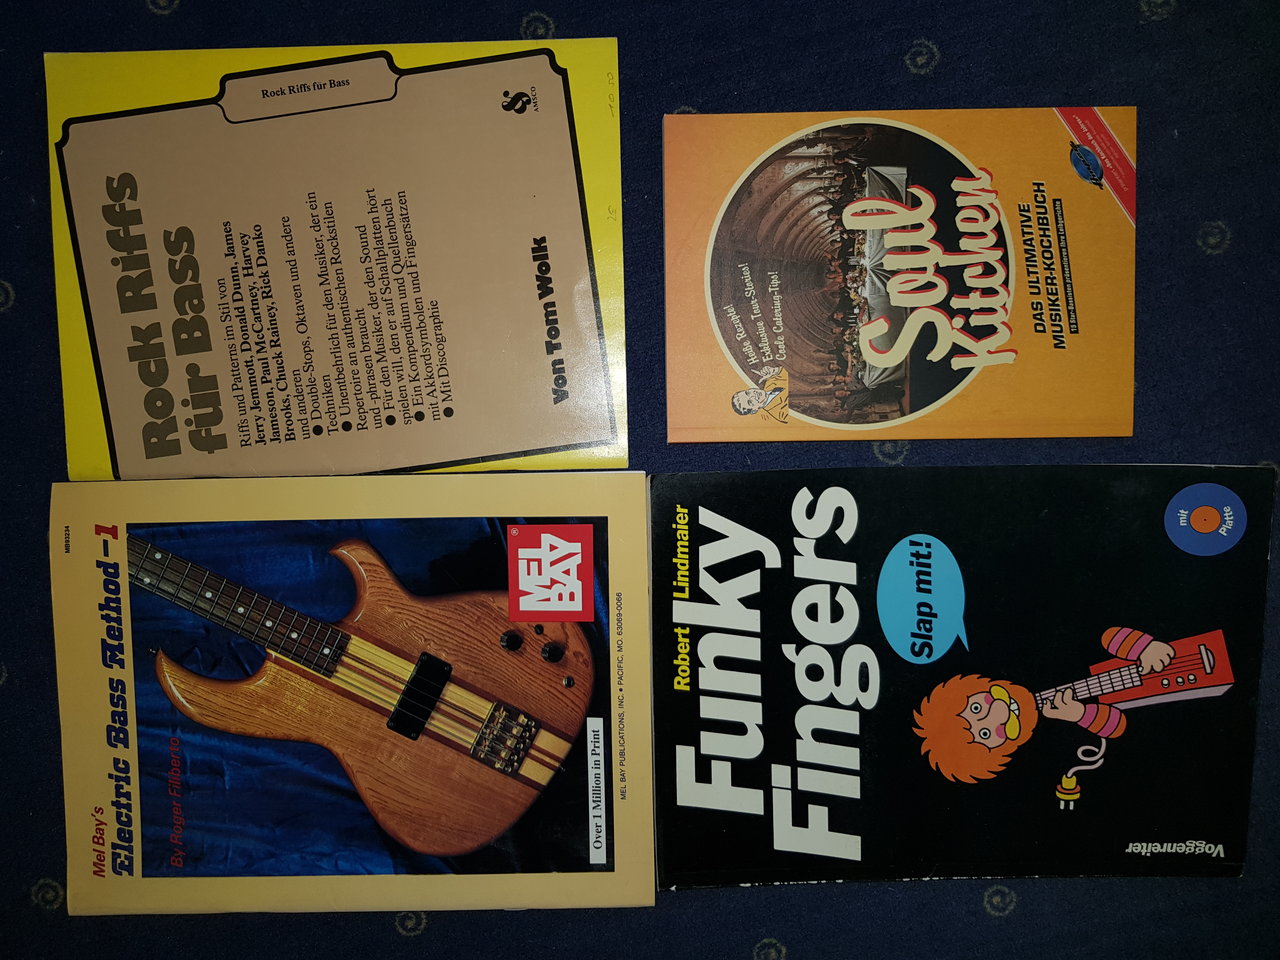 Rock Riffs für Bass
Rock Riffs
für Bass
Riffs und Patterns im Stil von
Jerry Jemmott, Donald Dunn, James
Jameson, Paul McCartney, Harvey
Brooks, Chuck Rainey, Rick Danko
und anderen
● Double-Stops, Oktaven und andere
Techniken
● Unentbehrlich für den Musiker, der ein
Repertoire an authentischen Rockstilen
und -phrasen braucht
● Für den Musiker, der den Sound
spielen will, den er auf Schallplatten hört
● Ein Kompendium und Quellenbuch
mit Akkordsymbolen und Fingersätzen
● Mit Discographie
Von Tom Wolk
AMSCO
Heiße Rezepte!
Exklusive Tour-Stories!
Coole Catering-Tips!
Soul
Kitchen
DAS ULTIMATIVE
MUSIKER-KOCHBUCH
15 Star-Bassisten präsentieren ihre Leibgerichte
MB93234
Mel Bay's
Electric Bass Method-1
By Roger Filiberto
MEL
BAY
®
Over 1 Million in Print
MEL BAY PUBLICATIONS, INC. ● PACIFIC, MO. 63069-0066
Robert Lindmaier
Funky
Fingers
Slap mit!
mit
Platte
Voggenreiter